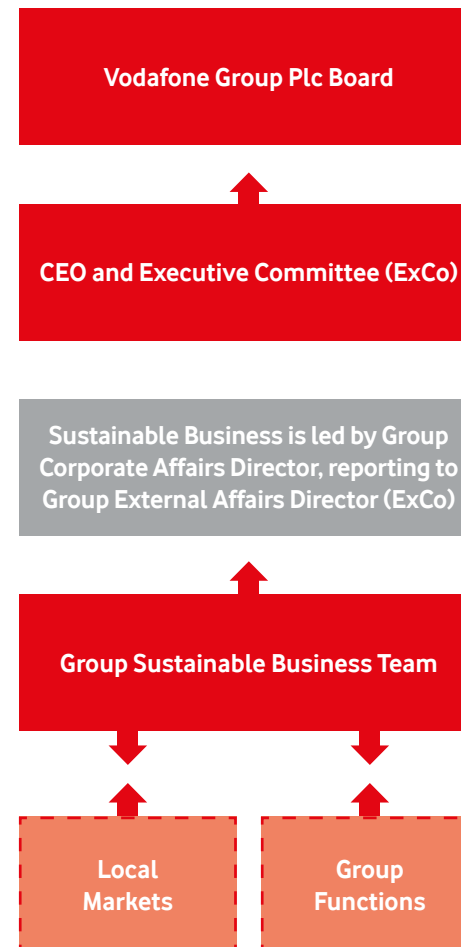 Vodafone Group Plc Board
CEO and Executive Committee (ExCo)
Sustainable Business is led by Group
Corporate Affairs Director, reporting to
Group External Affairs Director (ExCo)
Group Sustainable Business Team
Local
Markets
Group
Functions